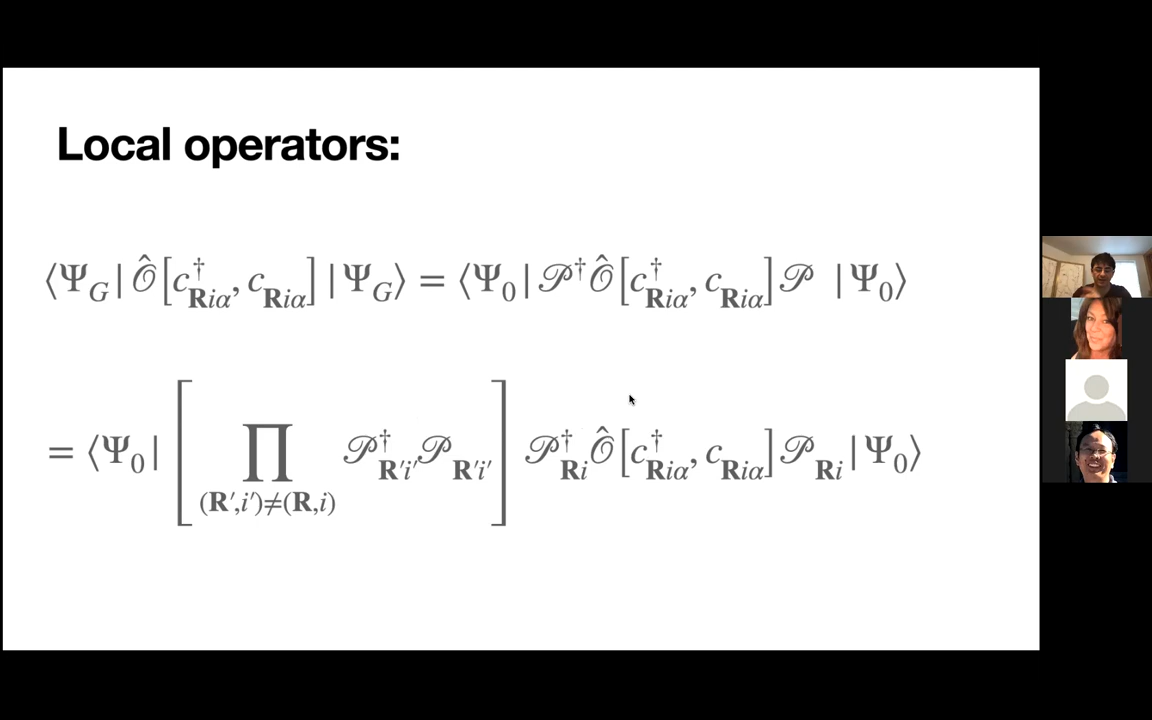 Local operators:
⟨Ψ_G| 𝒪̂[c†_{𝐑iα}, c_{𝐑iα}] |Ψ_G⟩ = ⟨Ψ_0| 𝒫† 𝒪̂[c†_{𝐑iα}, c_{𝐑iα}] 𝒫 |Ψ_0⟩
= ⟨Ψ_0| [ ∏_{(𝐑′,i′)≠(𝐑,i)} 𝒫†_{𝐑′i′} 𝒫_{𝐑′i′} ] 𝒫†_{𝐑i} 𝒪̂[c†_{𝐑iα}, c_{𝐑iα}] 𝒫_{𝐑i} |Ψ_0⟩